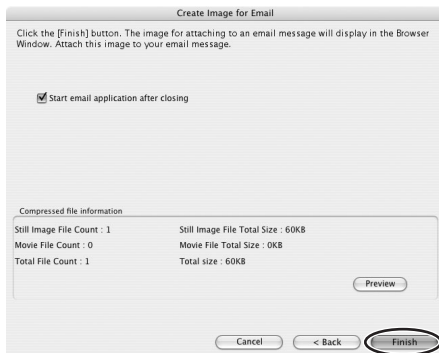 Create Image for Email
Click the [Finish] button. The image for attaching to an email message will display in the Browser
Window. Attach this image to your email message.
Start email application after closing
Compressed file information
Still Image File Count : 1 Still Image File Total Size : 60KB
Movie File Count : 0 Movie File Total Size : 0KB
Total File Count : 1 Total size : 60KB
Preview
Cancel < Back Finish